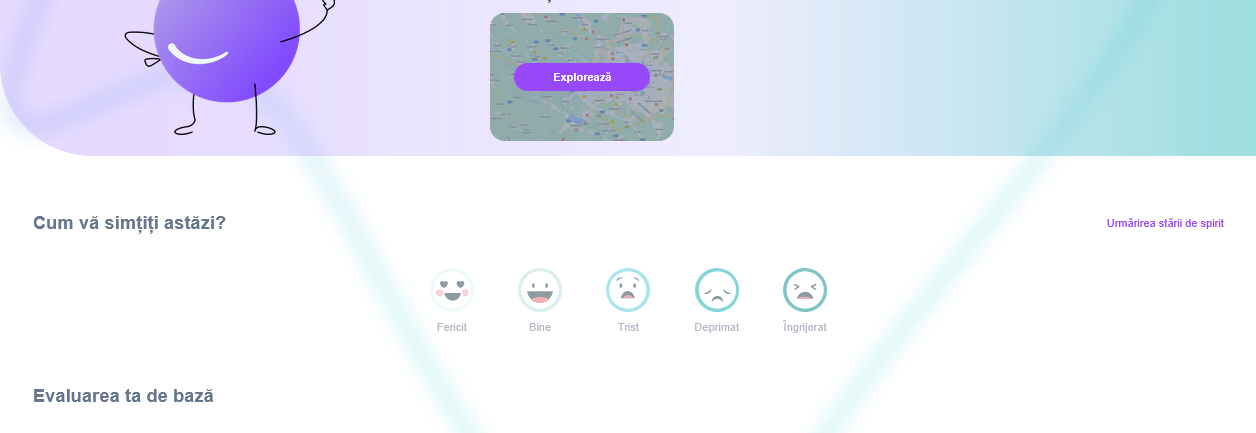 Explorează
Cum vă simțiți astăzi?
Urmărirea stării de spirit
Fericit
Bine
Trist
Deprimat
Îngrijorat
Evaluarea ta de bază